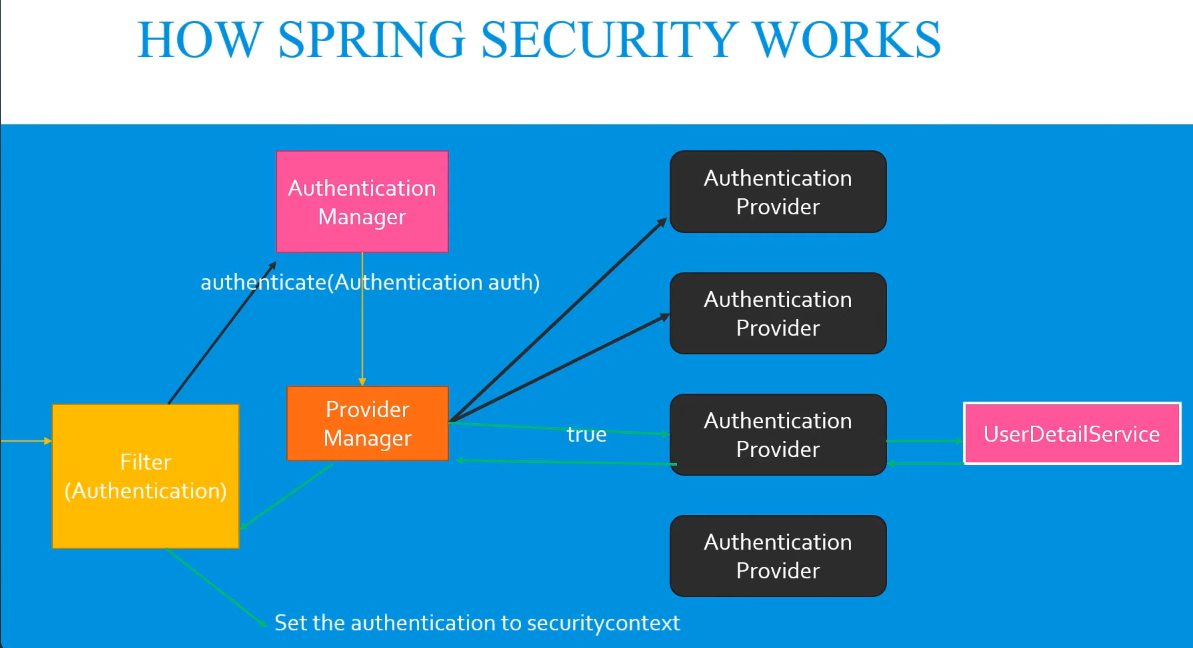 HOW SPRING SECURITY WORKS
Authentication
Manager
authenticate(Authentication auth)
Provider
Manager
Filter
(Authentication)
true
Authentication
Provider
Authentication
Provider
Authentication
Provider
Authentication
Provider
UserDetailService
Set the authentication to securitycontext